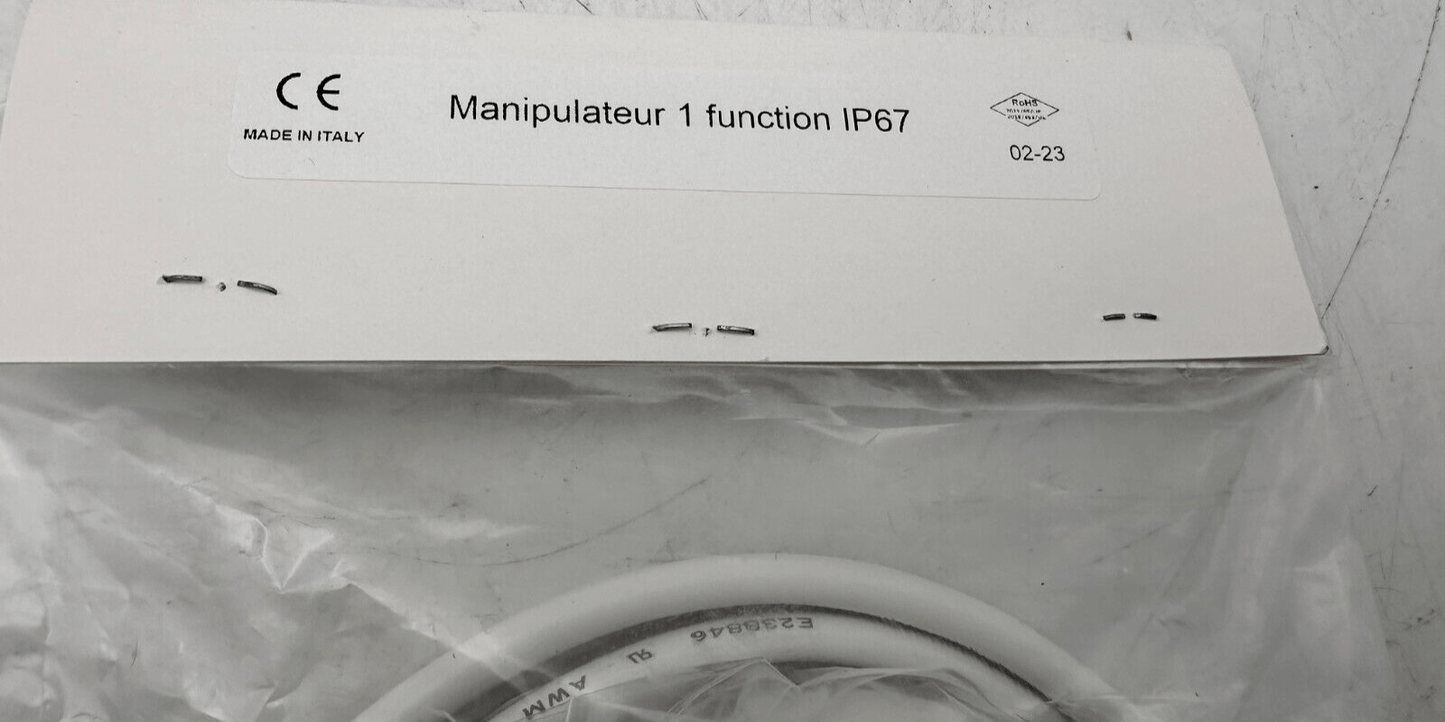 CE
MADE IN ITALY
Manipulateur 1 function IP67
RoHS
02-23
E238846
AWM